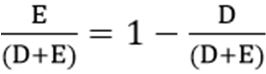 E/(D+E) = 1 − D/(D+E)